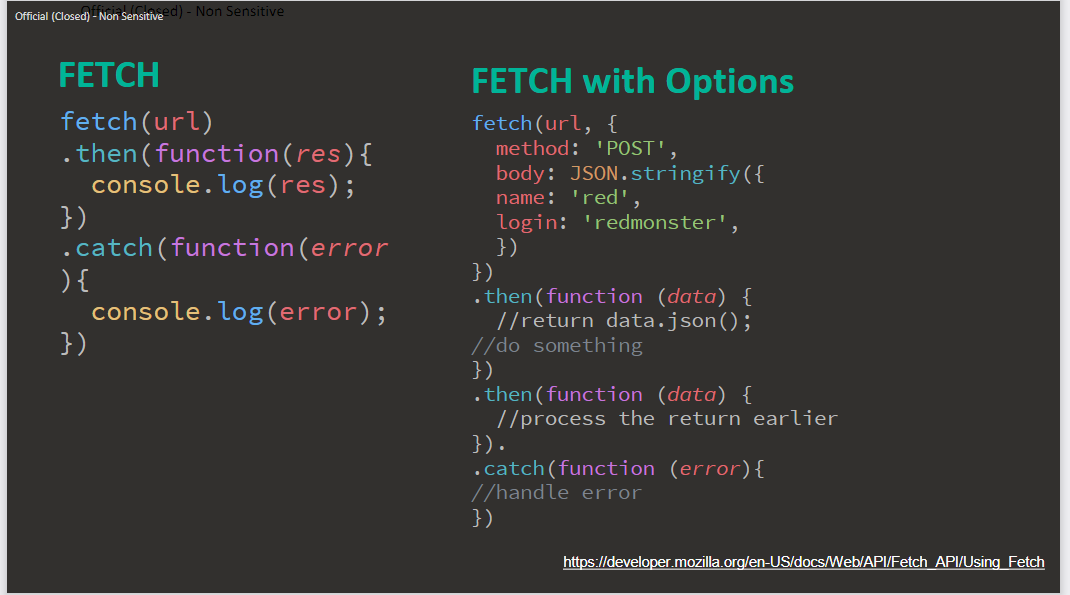 Official (Closed) - Non Sensitive
Official (Closed) - Non Sensitive
FETCH
fetch(url)
.then(function(res){
  console.log(res);
})
.catch(function(error
){
  console.log(error);
})
FETCH with Options
fetch(url, {
  method: 'POST',
  body: JSON.stringify({
  name: 'red',
  login: 'redmonster',
  })
})
.then(function (data) {
  //return data.json();
//do something
})
.then(function (data) {
  //process the return earlier
}).
.catch(function (error){
//handle error
})
https://developer.mozilla.org/en-US/docs/Web/API/Fetch_API/Using_Fetch